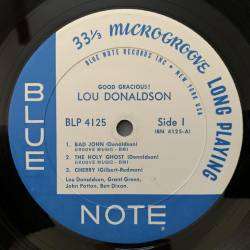 33⅓ MICROGROOVE LONG PLAYING
BLUE NOTE RECORDS INC • NEW YORK USA
GOOD GRACIOUS!
LOU DONALDSON
BLP 4125
Side 1
(BN 4125-A)
1. BAD JOHN (Donaldson)
GROOVE MUSIC - BMI
2. THE HOLY GHOST (Donaldson)
GROOVE MUSIC - BMI
3. CHERRY (Gilbert-Redman)
Lou Donaldson, Grant Green,
John Patton, Ben Dixon
BLUE
NOTE